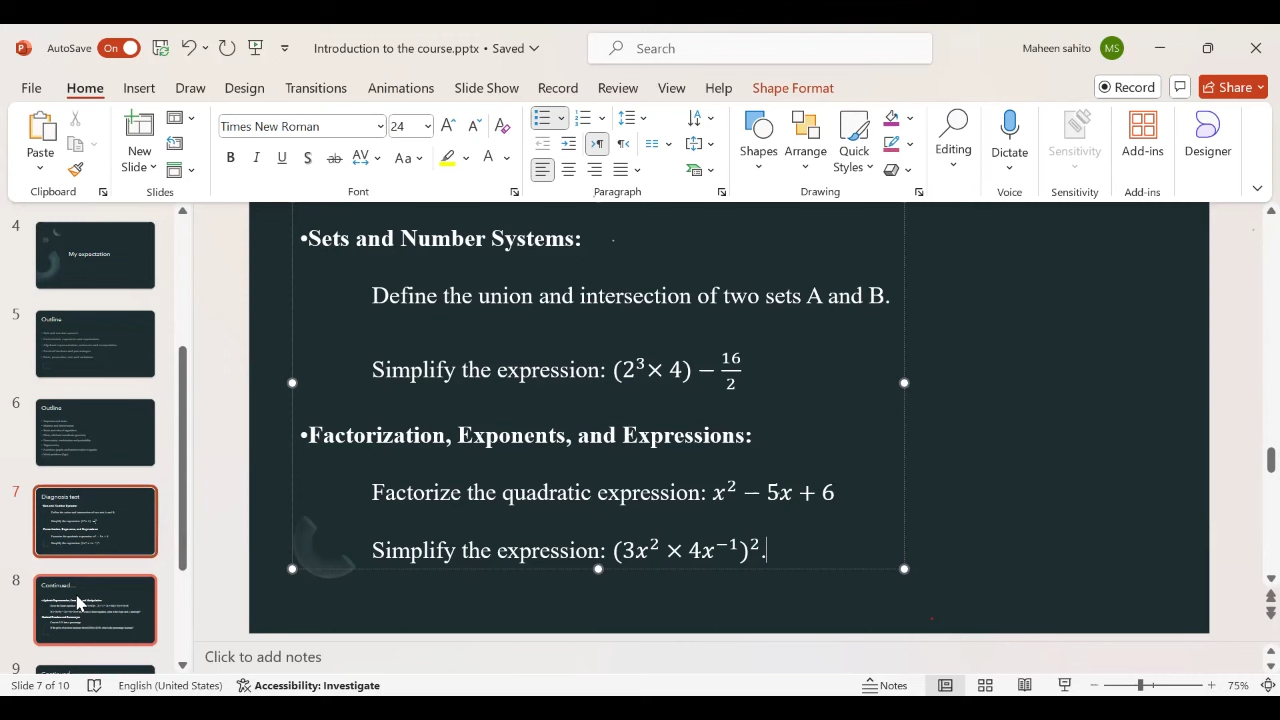 AutoSave On Introduction to the course.pptx • Saved Search Maheen sahito MS
File Home Insert Draw Design Transitions Animations Slide Show Record Review View Help Shape Format Record Share
Paste New Slide Times New Roman 24 Shapes Arrange Quick Styles Editing Dictate Sensitivity Add-ins Designer
B I U S ab AV Aa A
Clipboard Slides Font Paragraph Drawing Voice Sensitivity Add-ins
4
My expectation
5
Outline
6
Outline
7
Diagnosis test
8
Continued...
9
•Sets and Number Systems:
Define the union and intersection of two sets A and B.
Simplify the expression: (2³× 4) − 16/2
•Factorization, Exponents, and Expressions:
Factorize the quadratic expression: x² − 5x + 6
Simplify the expression: (3x² × 4x⁻¹)².
Click to add notes
Slide 7 of 10 English (United States) Accessibility: Investigate Notes 75%